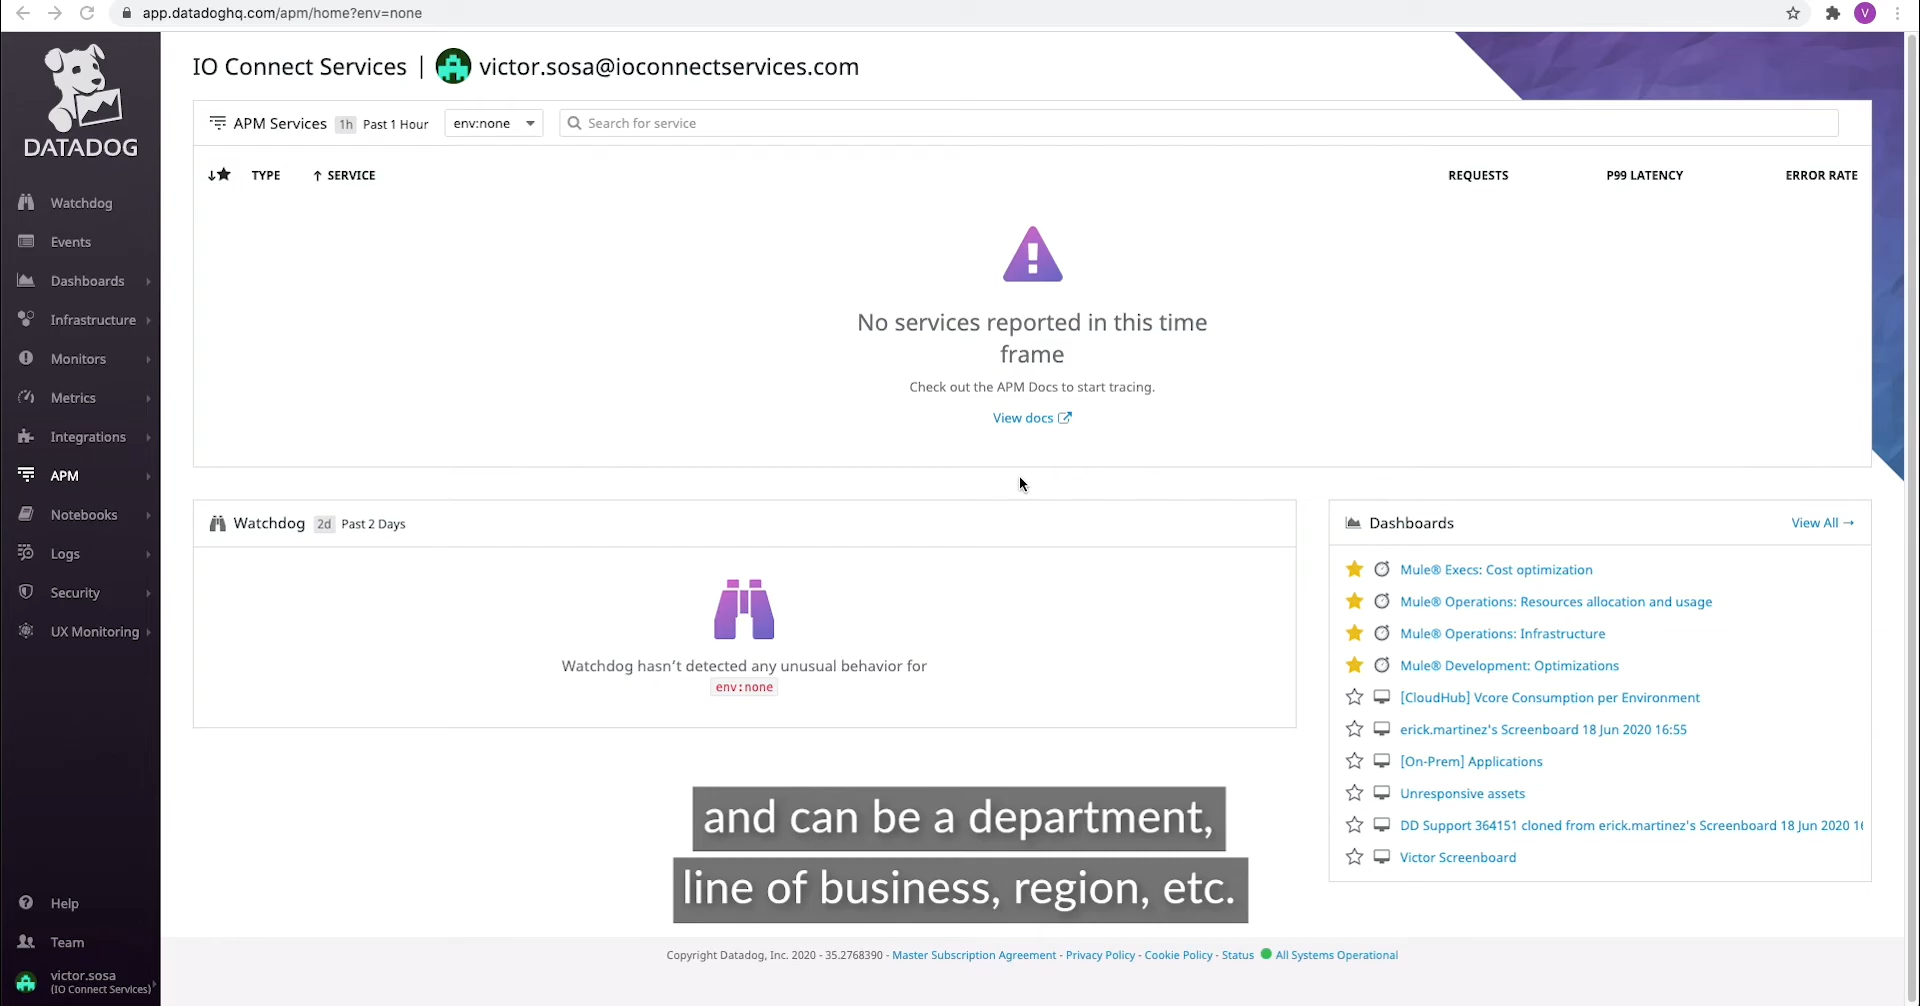 app.datadoghq.com/apm/home?env=none
V
DATADOG
Watchdog
Events
Dashboards
Infrastructure
Monitors
Metrics
Integrations
APM
Notebooks
Logs
Security
UX Monitoring
Help
Team
victor.sosa
(IO Connect Services)
IO Connect Services | victor.sosa@ioconnectservices.com
APM Services 1h Past 1 Hour env:none Search for service
TYPE ↑ SERVICE REQUESTS P99 LATENCY ERROR RATE
No services reported in this time
frame
Check out the APM Docs to start tracing.
View docs
Watchdog 2d Past 2 Days
Watchdog hasn't detected any unusual behavior for
env:none
Dashboards View All →
Mule® Execs: Cost optimization
Mule® Operations: Resources allocation and usage
Mule® Operations: Infrastructure
Mule® Development: Optimizations
[CloudHub] Vcore Consumption per Environment
erick.martinez's Screenboard 18 Jun 2020 16:55
[On-Prem] Applications
Unresponsive assets
DD Support 364151 cloned from erick.martinez's Screenboard 18 Jun 2020 16
Victor Screenboard
and can be a department,
line of business, region, etc.
Copyright Datadog, Inc. 2020 - 35.2768390 - Master Subscription Agreement - Privacy Policy - Cookie Policy - Status All Systems Operational